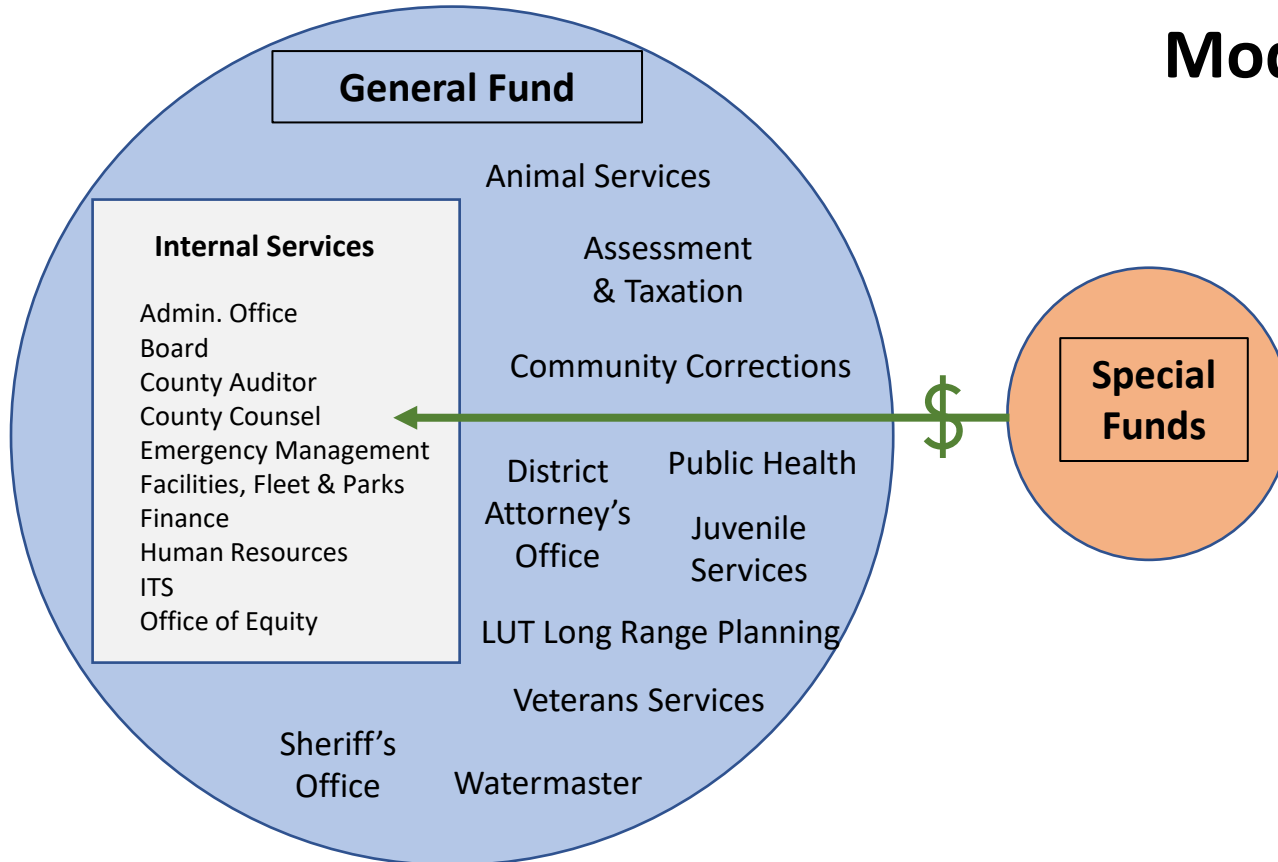 Moc
General Fund
Animal Services
Internal Services
Admin. Office
Board
County Auditor
County Counsel
Emergency Management
Facilities, Fleet & Parks
Finance
Human Resources
ITS
Office of Equity
Assessment
& Taxation
Community Corrections
$
Special
Funds
District
Attorney’s
Office
Public Health
Juvenile
Services
LUT Long Range Planning
Veterans Services
Sheriff’s
Office
Watermaster